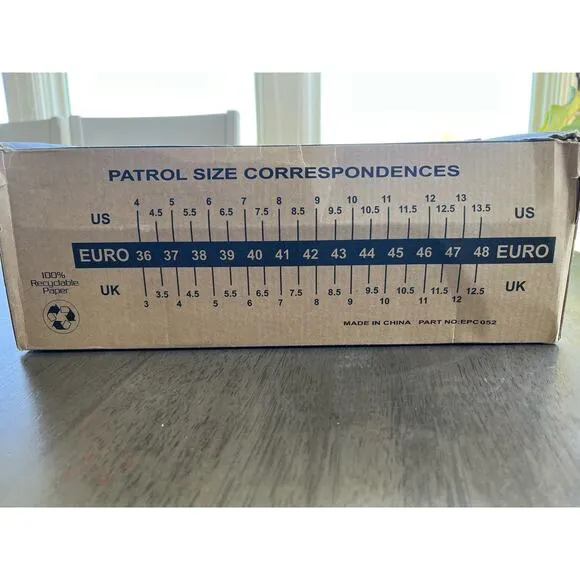 PATROL SIZE CORRESPONDENCES
4 5 6 7 8 9 10 11 12 13
US 4.5 5.5 6.5 7.5 8.5 9.5 10.5 11.5 12.5 13.5 US
EURO 36 37 38 39 40 41 42 43 44 45 46 47 48 EURO
100%
Recyclable
Paper
UK 3.5 4.5 5.5 6.5 7.5 8.5 9.5 10.5 11.5 12.5 UK
3 4 5 6 7 8 9 10 11 12
MADE IN CHINA PART NO:EPC052